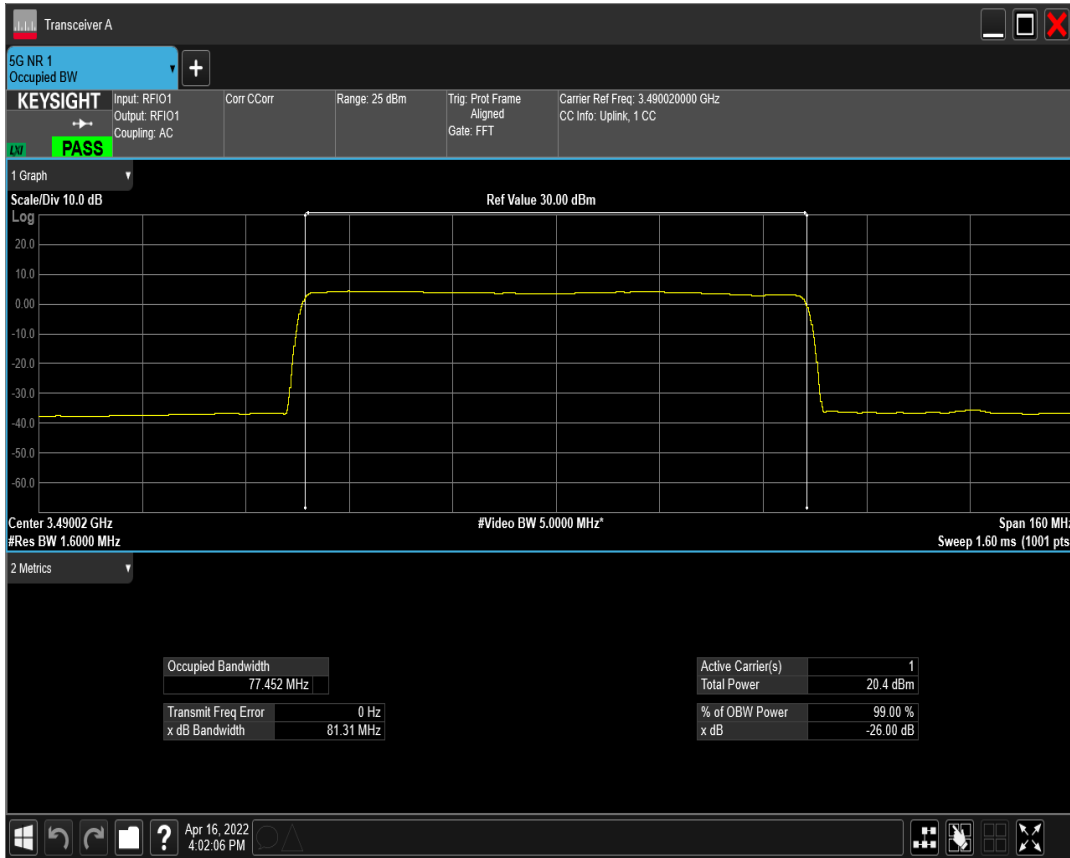 Transceiver A
5G NR 1
Occupied BW
KEYSIGHT
LXI
PASS
Input: RFIO1
Output: RFIO1
Coupling: AC
Corr CCorr
Range: 25 dBm
Trig: Prot Frame
Aligned
Gate: FFT
Carrier Ref Freq: 3.490020000 GHz
CC Info: Uplink, 1 CC
1 Graph
Scale/Div 10.0 dB
Ref Value 30.00 dBm
Log
20.0
10.0
0.00
-10.0
-20.0
-30.0
-40.0
-50.0
-60.0
Center 3.49002 GHz
#Video BW 5.0000 MHz*
Span 160 MHz
#Res BW 1.6000 MHz
Sweep 1.60 ms (1001 pts
2 Metrics
Occupied Bandwidth
77.452 MHz
Transmit Freq Error 0 Hz
x dB Bandwidth 81.31 MHz
Active Carrier(s) 1
Total Power 20.4 dBm
% of OBW Power 99.00 %
x dB -26.00 dB
?
Apr 16, 2022
4:02:06 PM